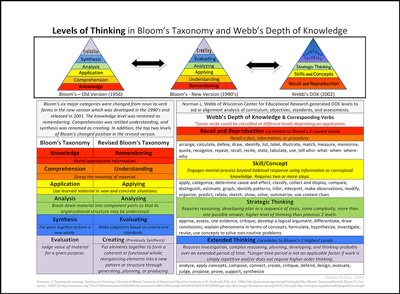 Levels of Thinking in Bloom's Taxonomy and Webb's Depth of Knowledge
Evaluation
Synthesis
Analysis
Application
Comprehension
Knowledge
Creating
Evaluating
Analyzing
Applying
Understanding
Remembering
Extended Thinking
Strategic Thinking
Skills and Concepts
Recall and Reproduction
Bloom's – Old Version (1956)
Bloom's - New Version (1990's)
Webb's DOK (2002)
Bloom's six major categories were changed from noun to verb
forms in the new version which was developed in the 1990's and
released in 2001. The knowledge level was renamed as
remembering. Comprehension was retitled understanding, and
synthesis was renamed as creating. In addition, the top two levels
of Bloom's changed position in the revised version.
Bloom's Taxonomy
Revised Bloom's Taxonomy
Knowledge
Remembering
Recall appropriate information.
Comprehension
Understanding
Grasp the meaning of material.
Application
Applying
Use learned material in new and concrete situations.
Analysis
Analyzing
Break down material into component parts so that its
organizational structure may be understood.
Synthesis
Evaluating
Put parts together to form a
new whole.
Make judgments based on criteria and
standards.
Evaluation
Creating (Previously Synthesis)
Judge value of material for
a given purpose.
Put elements together to form a
coherent or functional whole;
reorganizing elements into a new
pattern or structure through
generating, planning, or producing.
Norman L. Webb of Wisconsin Center for Educational Research generated DOK levels to
aid in alignment analysis of curriculum, objectives, standards, and assessments.
Webb's Depth of Knowledge & Corresponding Verbs
*Some verbs could be classified at different levels depending on application.
Recall and Reproduction Correlates to Bloom's 2 Lowest Levels
Recall a fact, information, or procedure.
arrange, calculate, define, draw, identify, list, label, illustrate, match, measure, memorize,
quote, recognize, repeat, recall, recite, state, tabulate, use, tell who- what- when- where-
why
Skill/Concept
Engages mental process beyond habitual response using information or conceptual
knowledge. Requires two or more steps.
apply, categorize, determine cause and effect, classify, collect and display, compare,
distinguish, estimate, graph, identify patterns, infer, interpret, make observations, modify,
organize, predict, relate, sketch, show, solve, summarize, use context clues
Strategic Thinking
Requires reasoning, developing plan or a sequence of steps, some complexity, more than
one possible answer, higher level of thinking than previous 2 levels.
apprise, assess, cite evidence, critique, develop a logical argument, differentiate, draw
conclusions, explain phenomena in terms of concepts, formulate, hypothesize, investigate,
revise, use concepts to solve non-routine problems
Extended Thinking Correlates to Bloom's 2 Highest Levels
Requires investigation, complex reasoning, planning, developing, and thinking-probably
over an extended period of time. *Longer time period is not an applicable factor if work is
simply repetitive and/or does not require higher-order thinking.
analyze, apply concepts, compose, connect, create, critique, defend, design, evaluate,
judge, propose, prove, support, synthesize